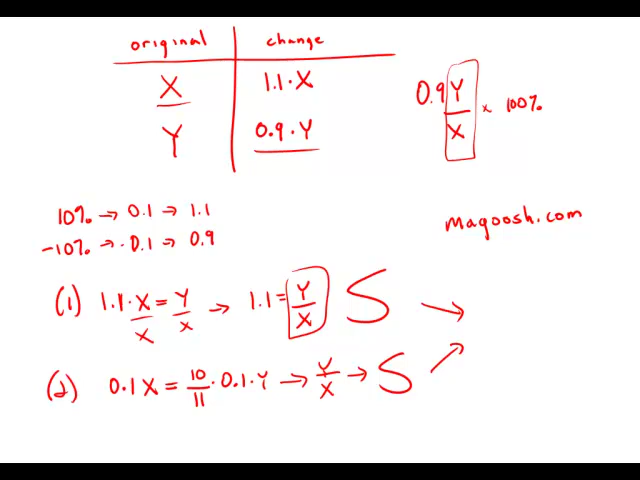 original change
X 1.1·X
Y 0.9·Y
0.9 Y/X × 100%
10% → 0.1 → 1.1
-10% → -0.1 → 0.9
magoosh.com
(1) 1.1·X/X = Y/X → 1.1 = Y/X S →
(2) 0.1X = 10/11 · 0.1·Y → Y/X → S